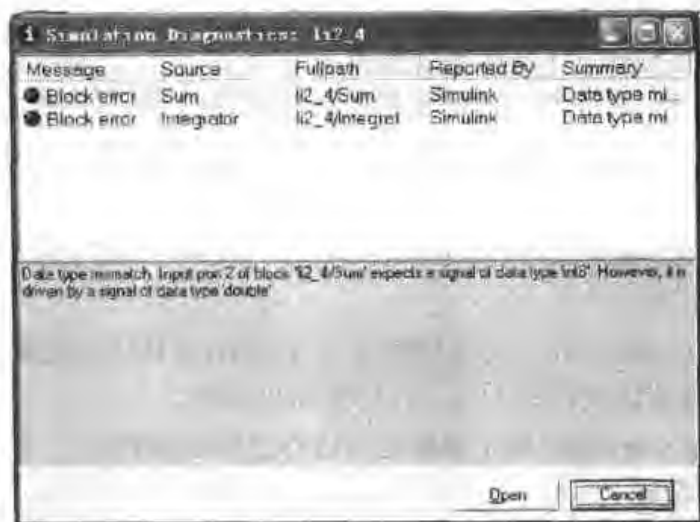 Simulation Diagnostics: li2_4
Message Source Fullpath Reported By Summary
Block error Sum li2_4/Sum Simulink Data type mi...
Block error Integrator li2_4/Integrat Simulink Data type mi...
Data type mismatch. Input port 2 of block 'li2_4/Sum' expects a signal of data type 'int8'. However, it is
driven by a signal of data type 'double'
Open Cancel